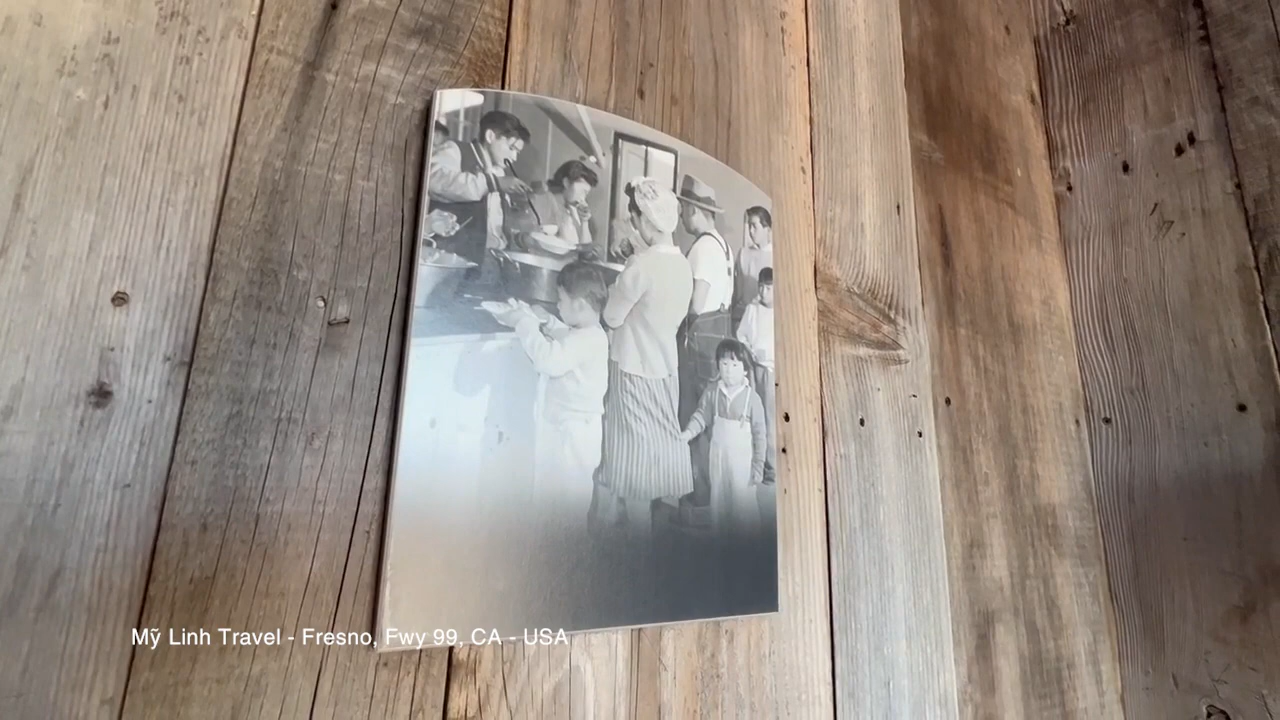 Mỹ Linh Travel - Fresno, Fwy 99, CA - USA